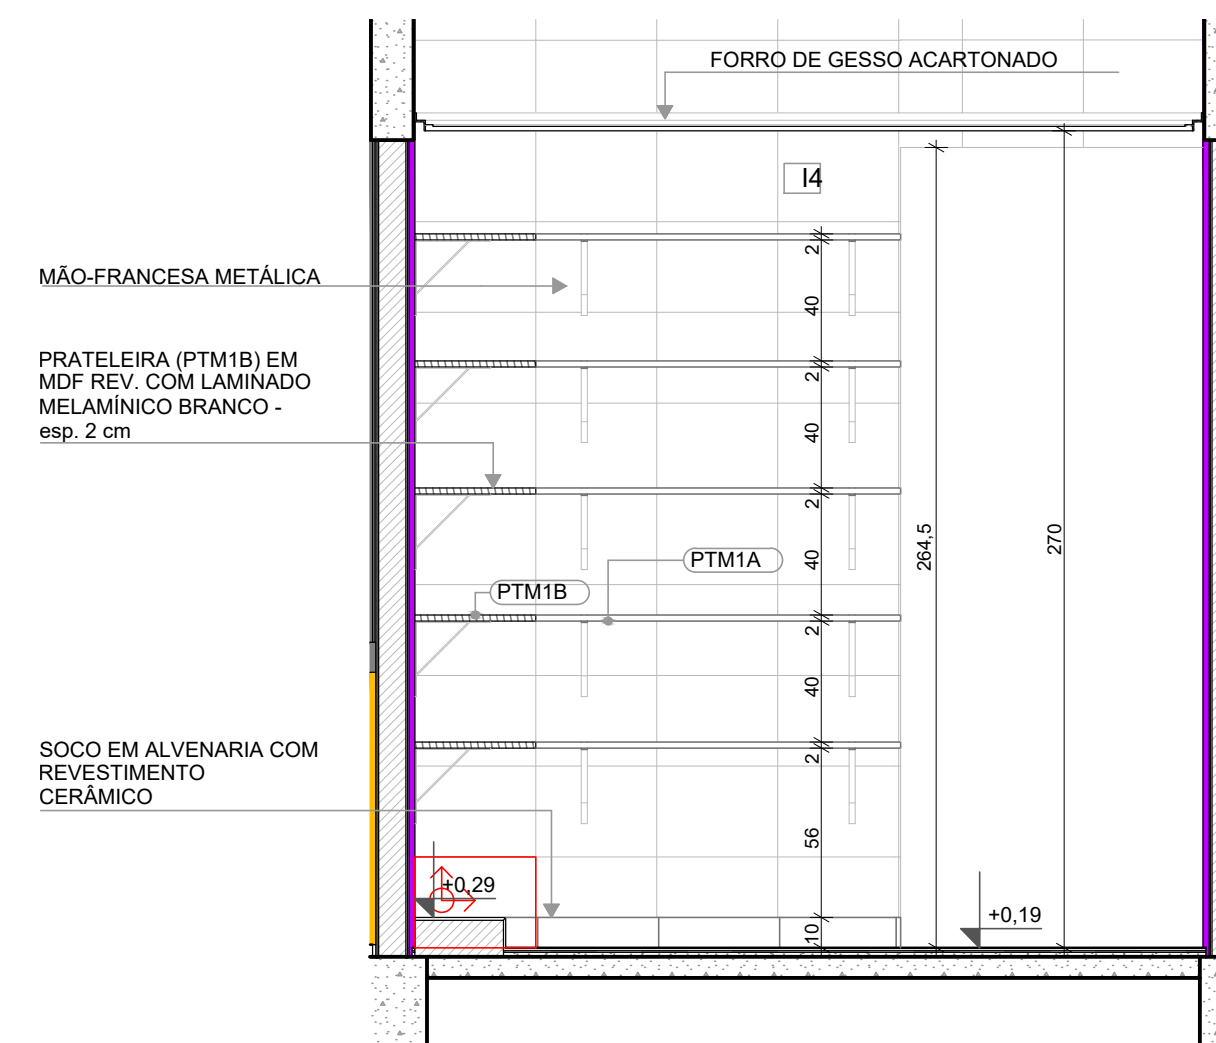 FORRO DE GESSO ACARTONADO
I4
2
MÃO-FRANCESA METÁLICA
40
PRATELEIRA (PTM1B) EM
MDF REV. COM LAMINADO
MELAMÍNICO BRANCO -
esp. 2 cm
2
40
2
264,5
270
PTM1A
40
PTM1B
2
40
SOCO EM ALVENARIA COM
REVESTIMENTO
CERÂMICO
2
56
+0,29
+0,19
10